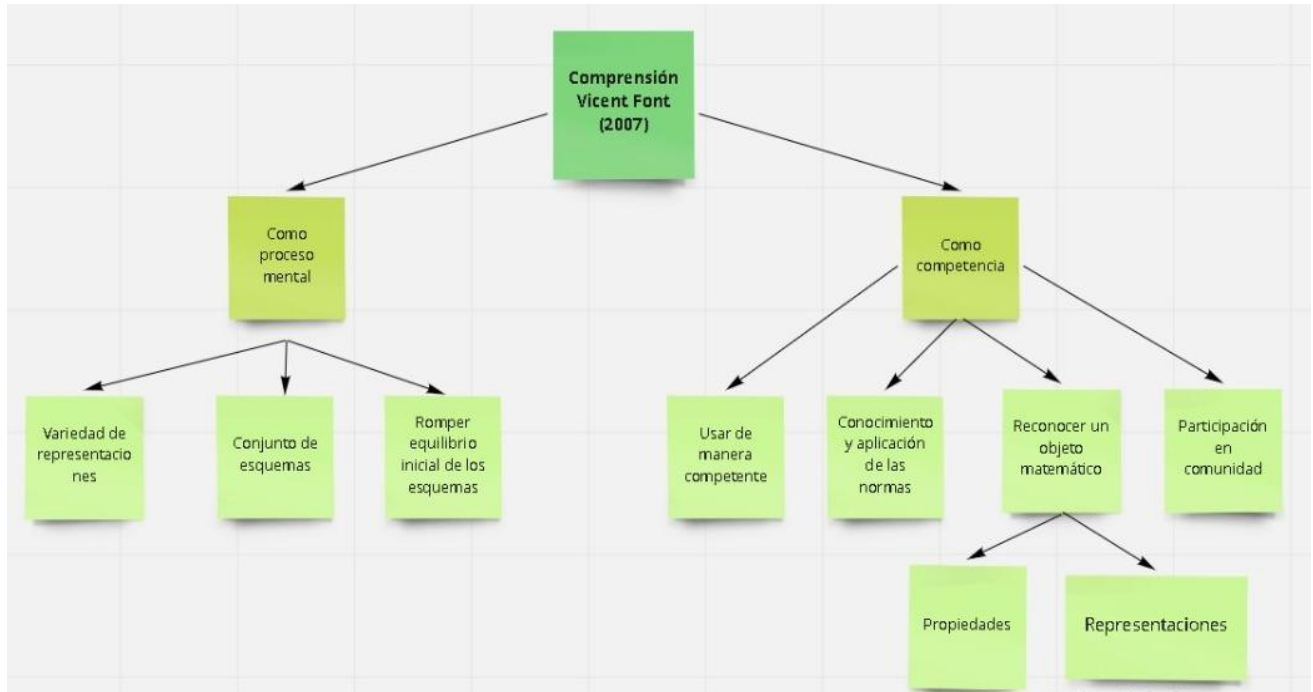 Comprensión
Vicent Font
(2007)
Como
proceso
mental
Como
competencia
Variedad de
representacio
nes
Conjunto de
esquemas
Romper
equilibrio
inicial de los
esquemas
Usar de
manera
competente
Conocimiento
y aplicación
de las
normas
Reconocer un
objeto
matemático
Participación
en
comunidad
Propiedades
Representaciones